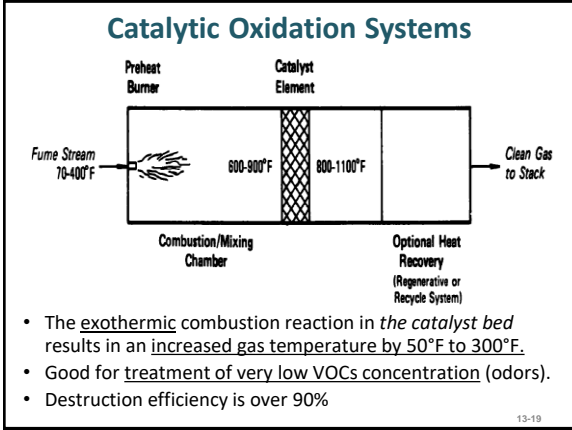 Catalytic Oxidation Systems
Preheat
Burner
Catalyst
Element
Fume Stream
70-400°F
600-900°F
800-1100°F
Clean Gas
to Stack
Combustion/Mixing
Chamber
Optional Heat
Recovery
(Regenerative or
Recycle System)
• The exothermic combustion reaction in the catalyst bed
results in an increased gas temperature by 50°F to 300°F.
• Good for treatment of very low VOCs concentration (odors).
• Destruction efficiency is over 90%
13-19